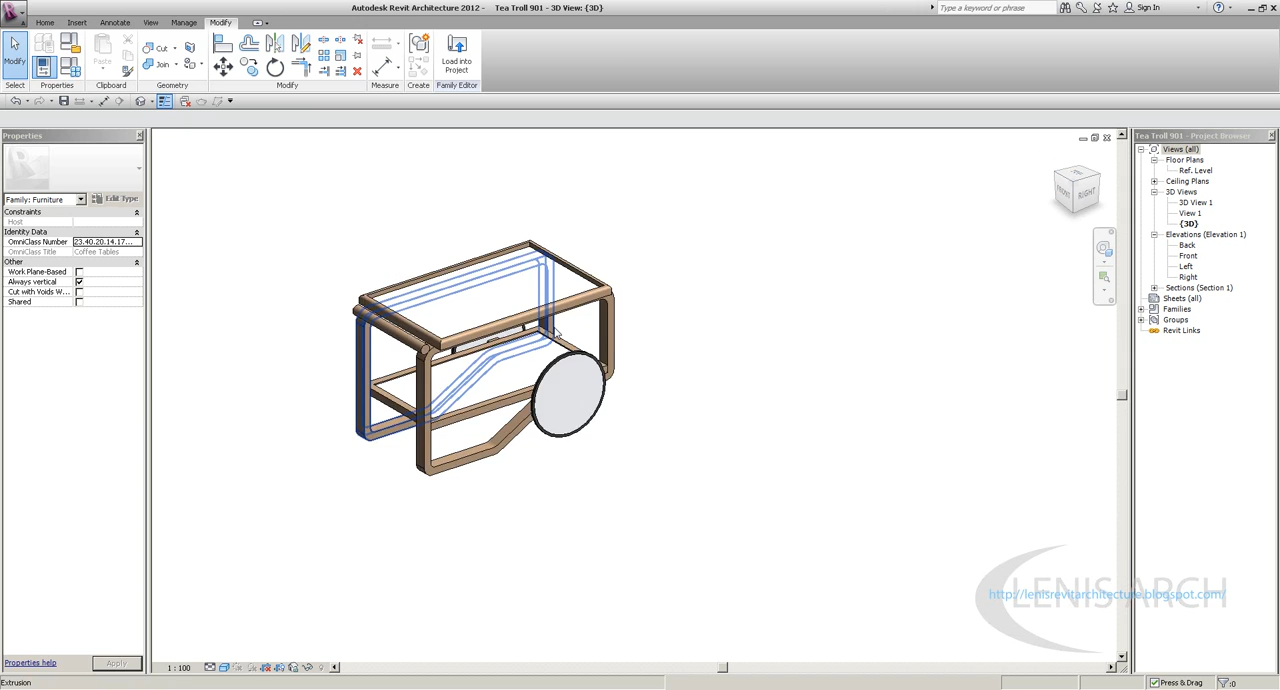 Autodesk Revit Architecture 2012 - Tea Troll 901 - 3D View: {3D}
Type a keyword or phrase
Sign In
Home Insert Annotate View Manage Modify
Modify
Paste
Cut
Join
Load into
Project
Select Properties Clipboard Geometry Modify Measure Create Family Editor
Properties
Family: Furniture
Edit Type
Constraints
Host
Identity Data
OmniClass Number 23.40.20.14.17...
OmniClass Title Coffee Tables
Other
Work Plane-Based
Always vertical
Cut with Voids W...
Shared
Properties help
Apply
FRONT
RIGHT
Tea Troll 901 - Project Browser
Views (all)
Floor Plans
Ref. Level
Ceiling Plans
3D Views
3D View 1
View 1
{3D}
Elevations (Elevation 1)
Back
Front
Left
Right
Sections (Section 1)
Sheets (all)
Families
Groups
Revit Links
LENIS ARCH
http://lenisrevitarchitecture.blogspot.com/
1 : 100
Extrusion
Press & Drag
:0